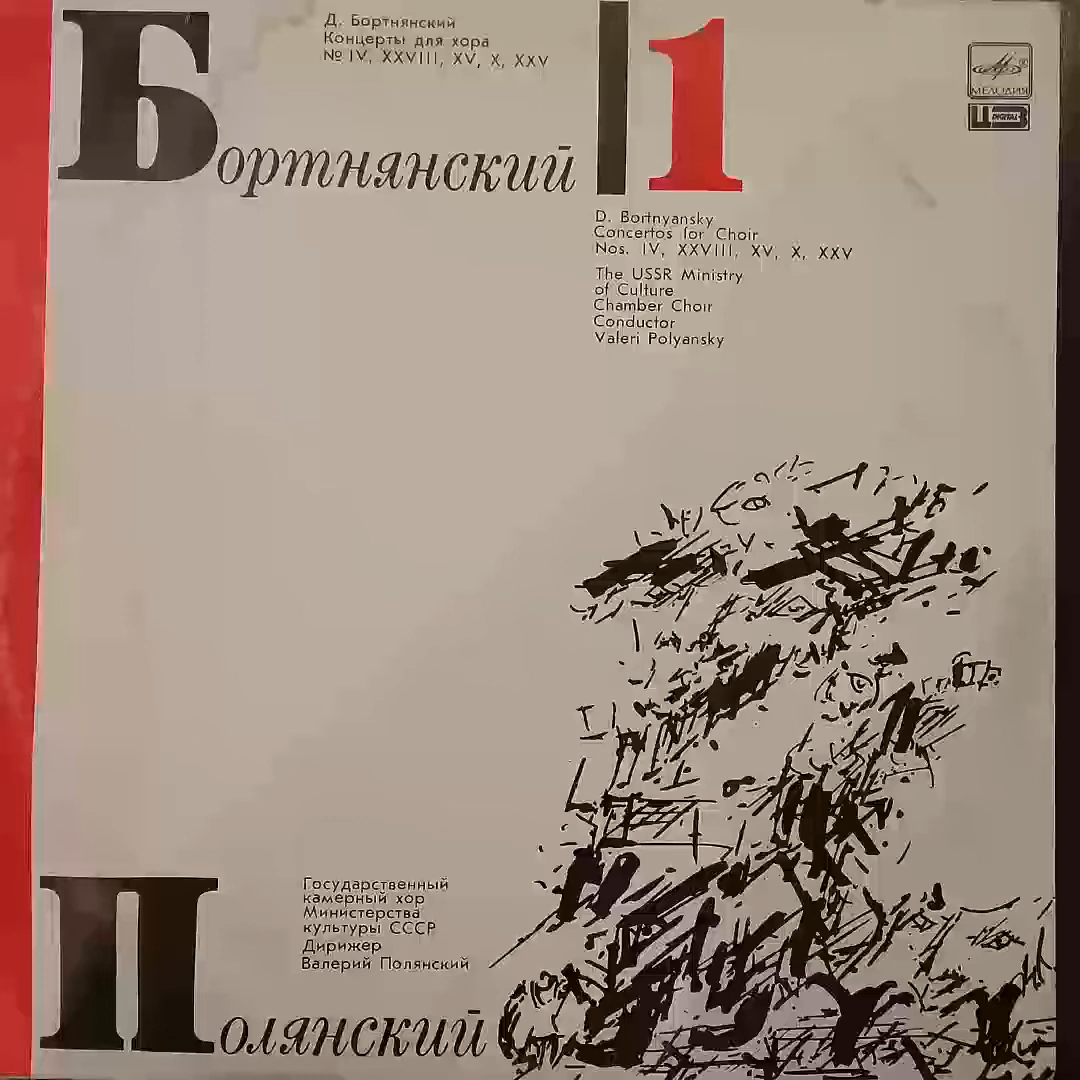 Д. Бортнянский
Концерты для хора
№ IV, XXVIII, XV, X, XXV
Бортнянский
1
МЕЛОДИЯ
DIGITAL
D. Bortnyansky
Concertos for Choir
Nos. IV, XXVIII, XV, X, XXV
The USSR Ministry
of Culture
Chamber Choir
Conductor
Valeri Polyansky
Государственный
камерный хор
Министерства
культуры СССР
Дирижер
Валерий Полянский
Полянский